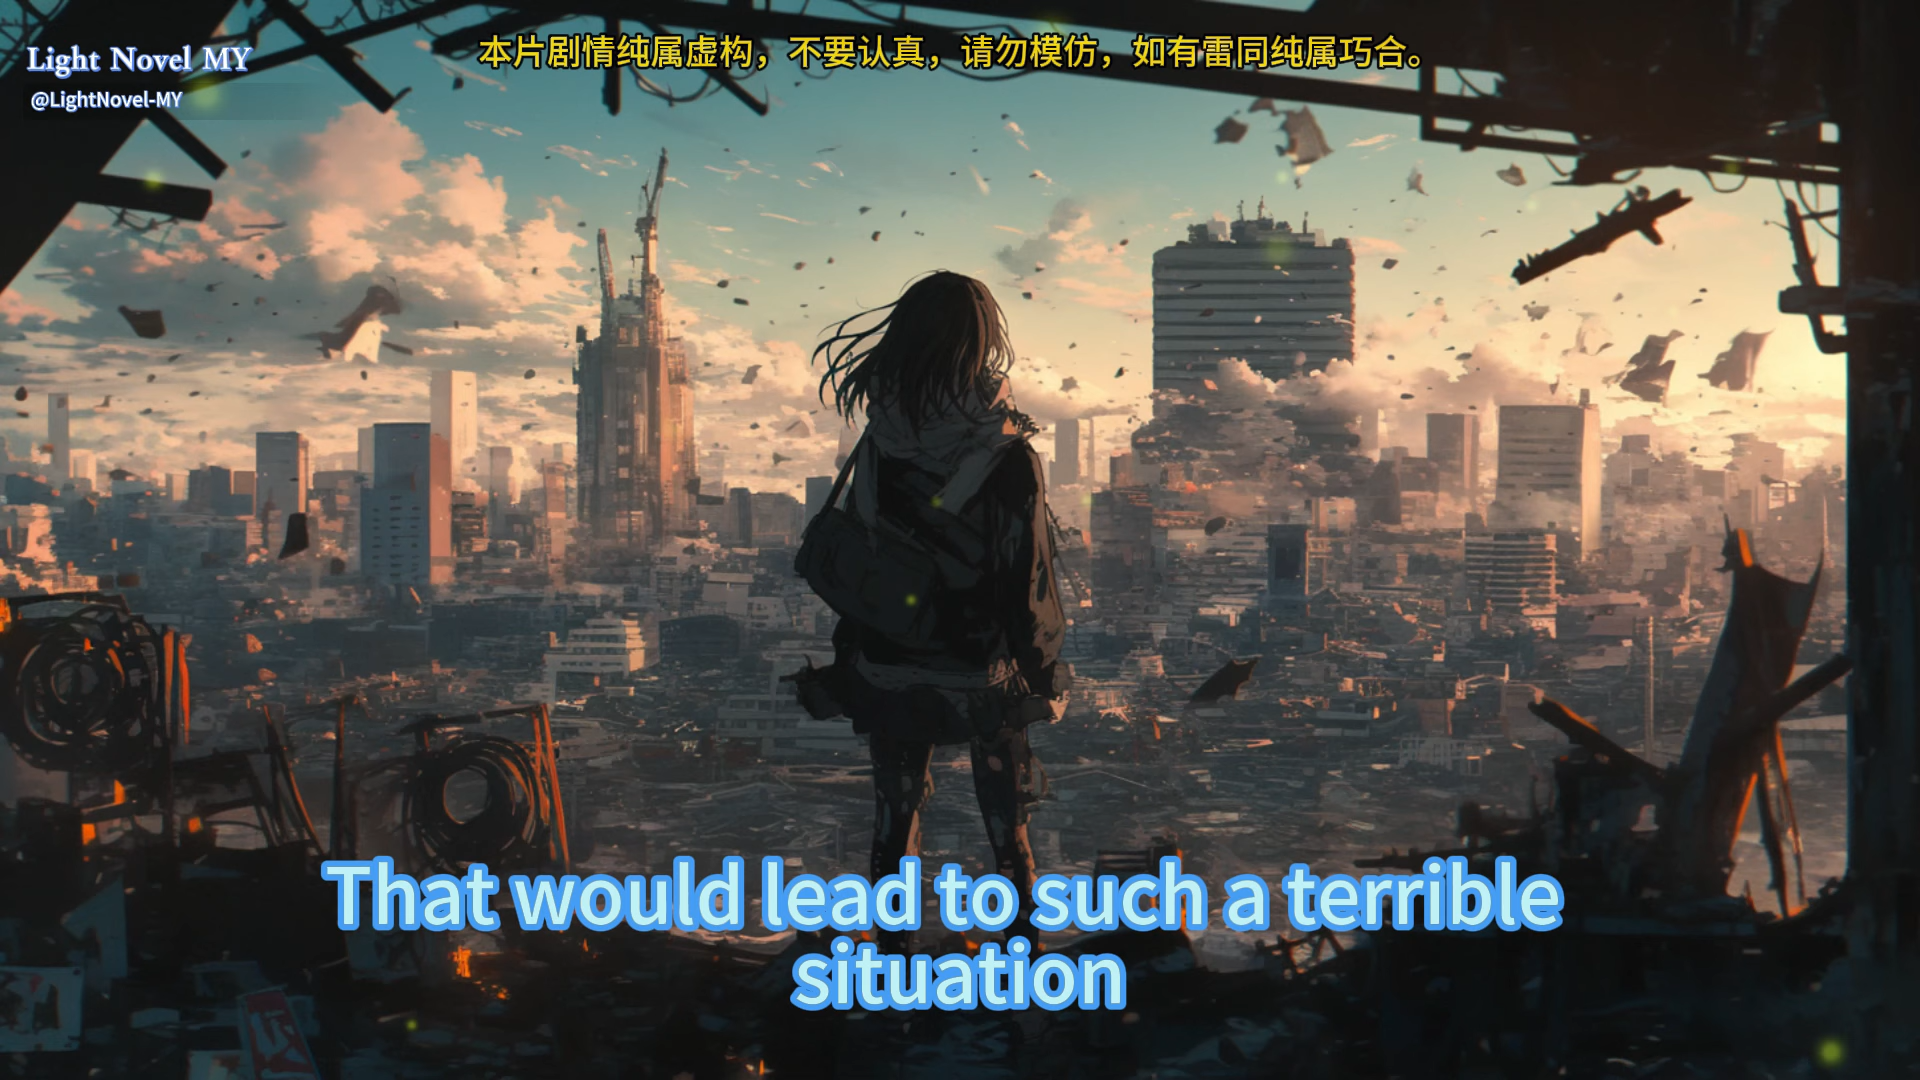 Light Novel MY
@LightNovel-MY
本片剧情纯属虚构，不要认真，请勿模仿，如有雷同纯属巧合。
That would lead to such a terrible
situation